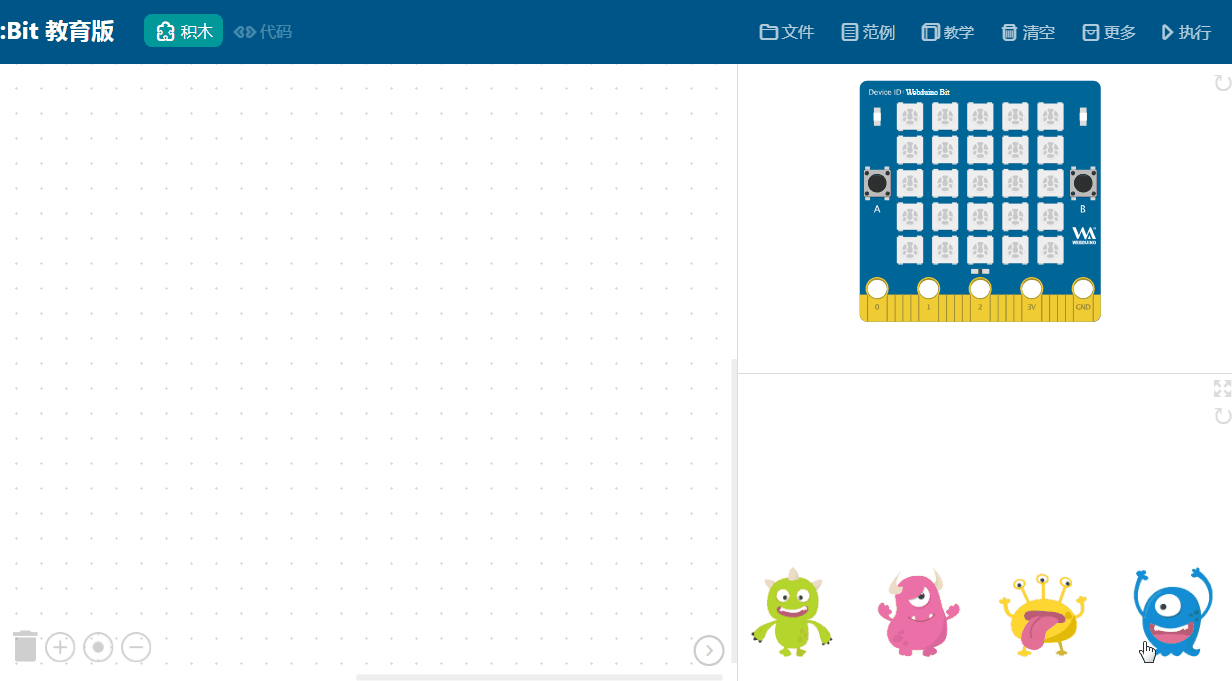 :Bit 教育版
积木
代码
文件
范例
教学
清空
更多
执行
Device ID: Webduino Bit
A
B
WEBDUINO
0
1
2
3V
GND